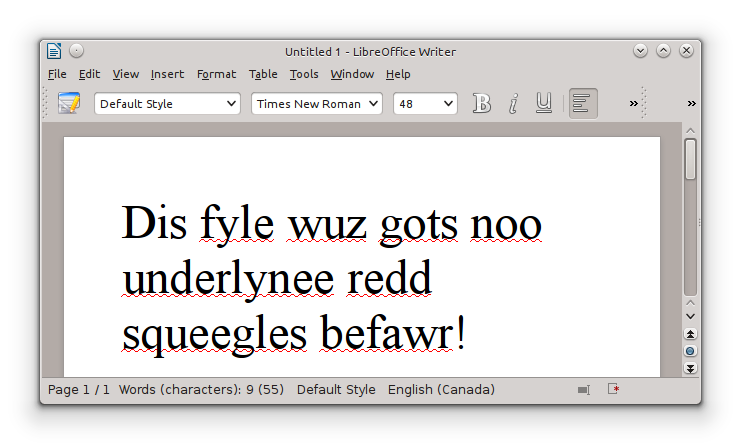 Untitled 1 - LibreOffice Writer
File Edit View Insert Format Table Tools Window Help
Default Style Times New Roman 48 B i U » »
Dis fyle wuz gots noo
underlynee redd
squeegles befawr!
Page 1 / 1 Words (characters): 9 (55) Default Style English (Canada)